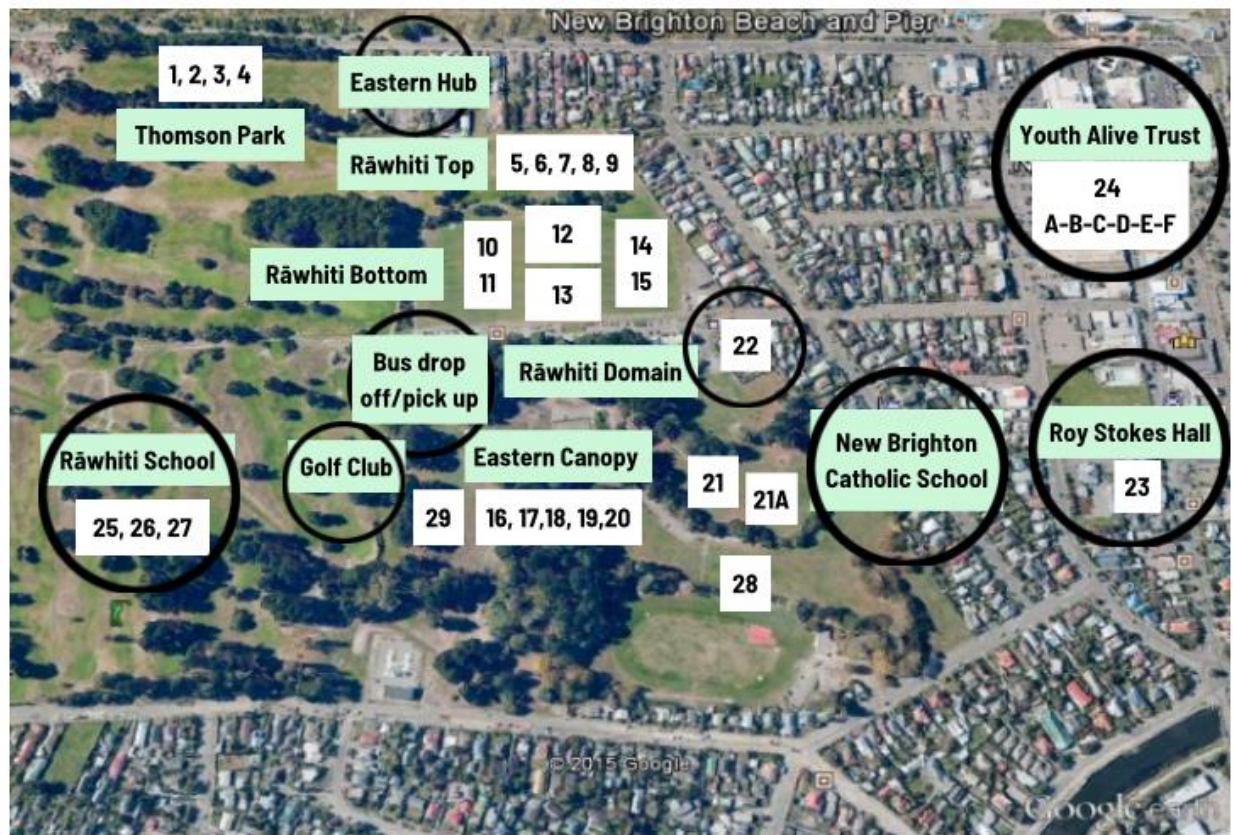 New Brighton Beach and Pier
1, 2, 3, 4
Eastern Hub
Thomson Park
Rāwhiti Top
5, 6, 7, 8, 9
Youth Alive Trust
24
A-B-C-D-E-F
Rāwhiti Bottom
10
11
12
13
14
15
Bus drop
off/pick up
Rāwhiti Domain
22
Rāwhiti School
25, 26, 27
Golf Club
Eastern Canopy
29
16, 17,18, 19,20
21
21A
New Brighton
Catholic School
Roy Stokes Hall
23
28
© 2015 Google
Google earth